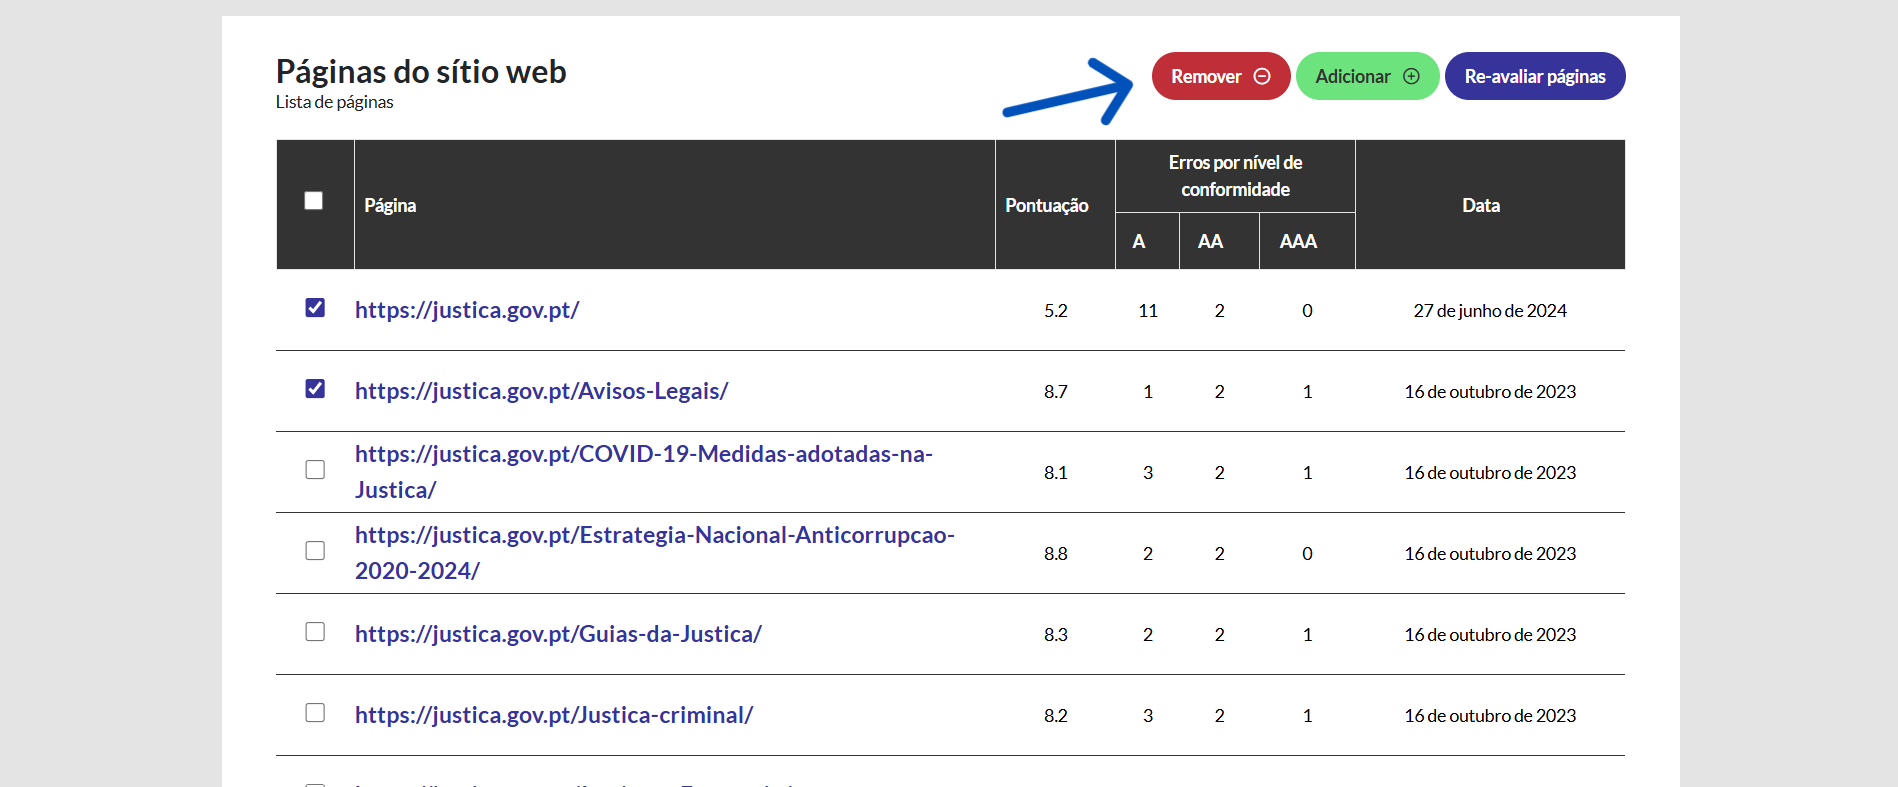 Páginas do sítio web
Lista de páginas
Remover
Adicionar
Re-avaliar páginas
Página
Pontuação
Erros por nível de
conformidade
A
AA
AAA
Data
https://justica.gov.pt/ 5.2 11 2 0 27 de junho de 2024
https://justica.gov.pt/Avisos-Legais/ 8.7 1 2 1 16 de outubro de 2023
https://justica.gov.pt/COVID-19-Medidas-adotadas-na-
Justica/ 8.1 3 2 1 16 de outubro de 2023
https://justica.gov.pt/Estrategia-Nacional-Anticorrupcao-
2020-2024/ 8.8 2 2 0 16 de outubro de 2023
https://justica.gov.pt/Guias-da-Justica/ 8.3 2 2 1 16 de outubro de 2023
https://justica.gov.pt/Justica-criminal/ 8.2 3 2 1 16 de outubro de 2023